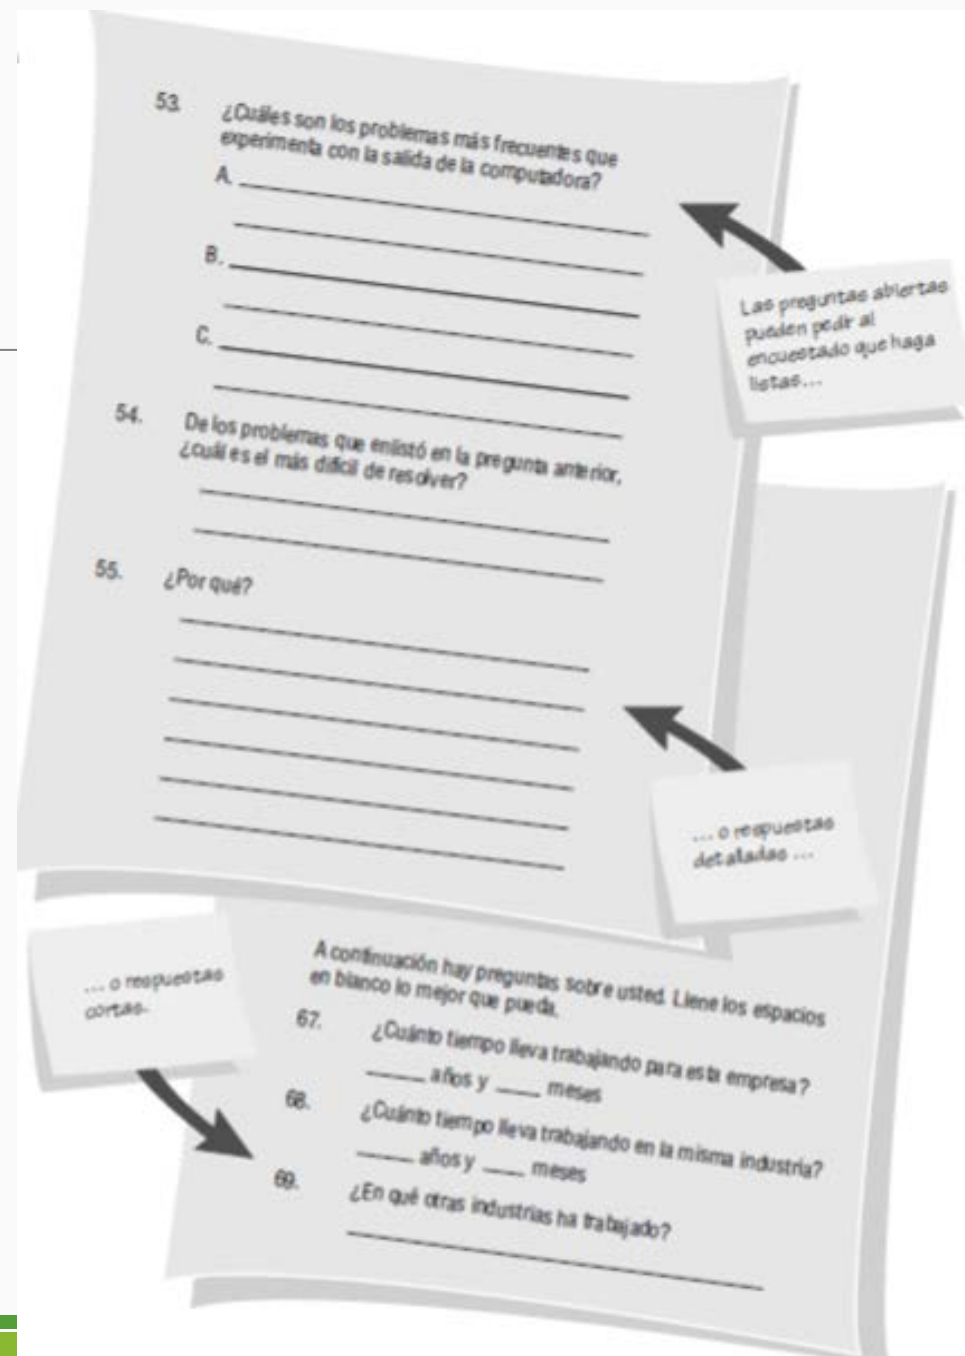 53. ¿Cuáles son los problemas más frecuentes que
experimenta con la salida de la computadora?
A.
B.
C.
Las preguntas abiertas
pueden pedir al
encuestado que haga
listas...
54. De los problemas que enlistó en la pregunta anterior,
¿cuál es el más difícil de resolver?
55. ¿Por qué?
... o respuestas
detalladas ...
... o respuestas
cortas.
A continuación hay preguntas sobre usted. Llene los espacios
en blanco lo mejor que pueda.
67. ¿Cuánto tiempo lleva trabajando para esta empresa?
_____ años y ____ meses
68. ¿Cuánto tiempo lleva trabajando en la misma industria?
_____ años y ____ meses
69. ¿En qué otras industrias ha trabajado?